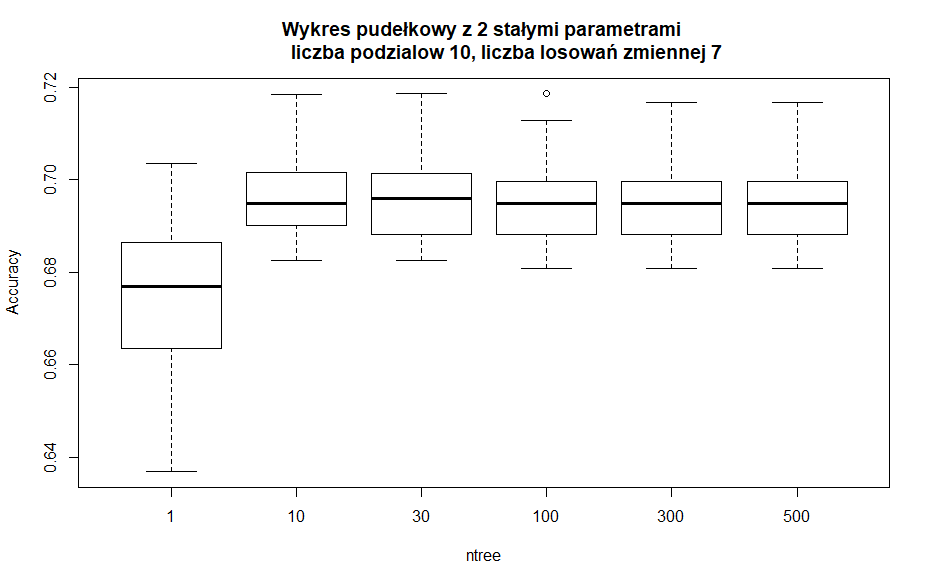 Wykres pudełkowy z 2 stałymi parametrami
liczba podzialow 10, liczba losowań zmiennej 7
Accuracy
0.72
0.70
0.68
0.66
0.64
1 10 30 100 300 500
ntree